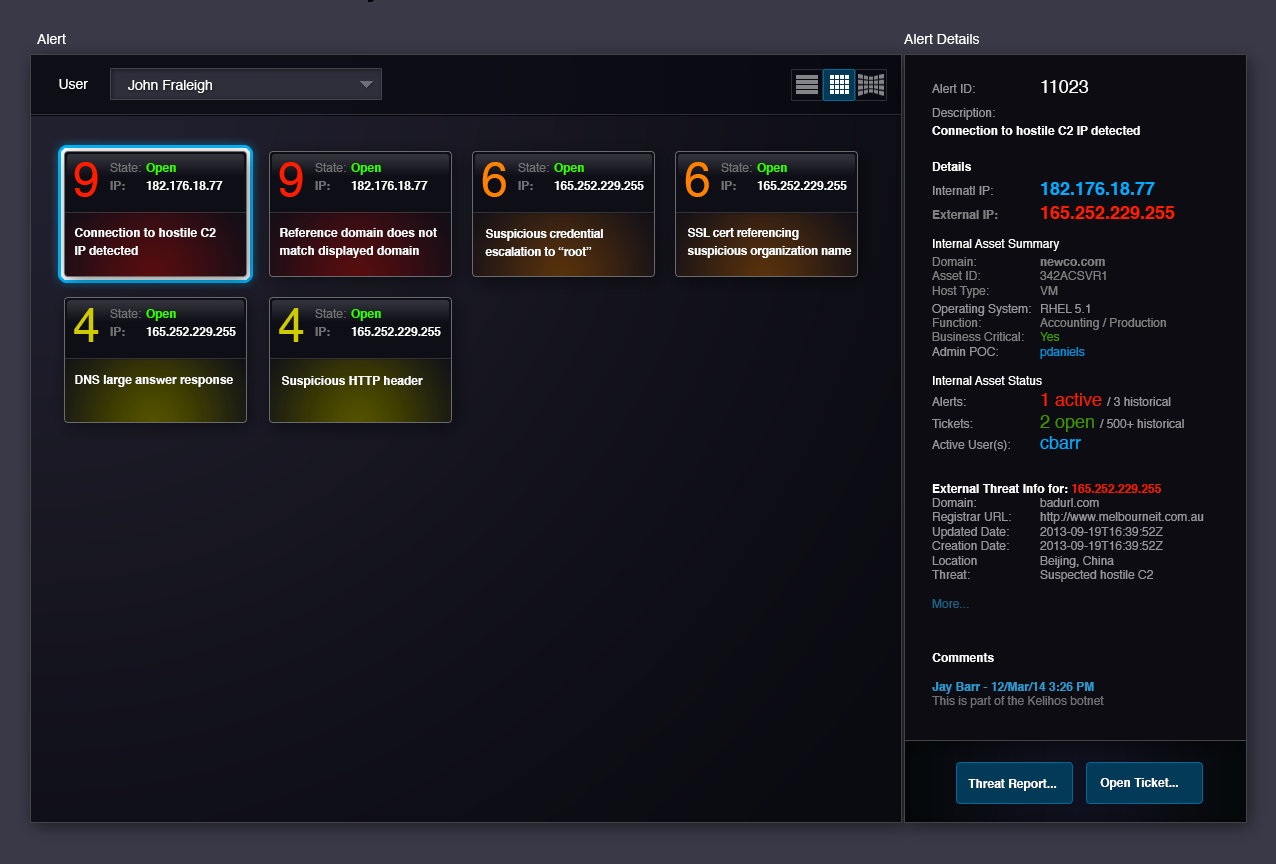 Alert
User
John Fraleigh
9
State: Open
IP: 182.176.18.77
Connection to hostile C2
IP detected
9
State: Open
IP: 182.176.18.77
Reference domain does not
match displayed domain
6
State: Open
IP: 165.252.229.255
Suspicious credential
escalation to “root”
6
State: Open
IP: 165.252.229.255
SSL cert referencing
suspicious organization name
4
State: Open
IP: 165.252.229.255
DNS large answer response
4
State: Open
IP: 165.252.229.255
Suspicious HTTP header
Alert Details
Alert ID: 11023
Description:
Connection to hostile C2 IP detected
Details
Internatl IP: 182.176.18.77
External IP: 165.252.229.255
Internal Asset Summary
Domain: newco.com
Asset ID: 342ACSVR1
Host Type: VM
Operating System: RHEL 5.1
Function: Accounting / Production
Business Critical: Yes
Admin POC: pdaniels
Internal Asset Status
Alerts: 1 active / 3 historical
Tickets: 2 open / 500+ historical
Active User(s): cbarr
External Threat Info for: 165.252.229.255
Domain: badurl.com
Registrar URL: http://www.melbourneit.com.au
Updated Date: 2013-09-19T16:39:52Z
Creation Date: 2013-09-19T16:39:52Z
Location Beijing, China
Threat: Suspected hostile C2
More...
Comments
Jay Barr - 12/Mar/14 3:26 PM
This is part of the Kelihos botnet
Threat Report...
Open Ticket...